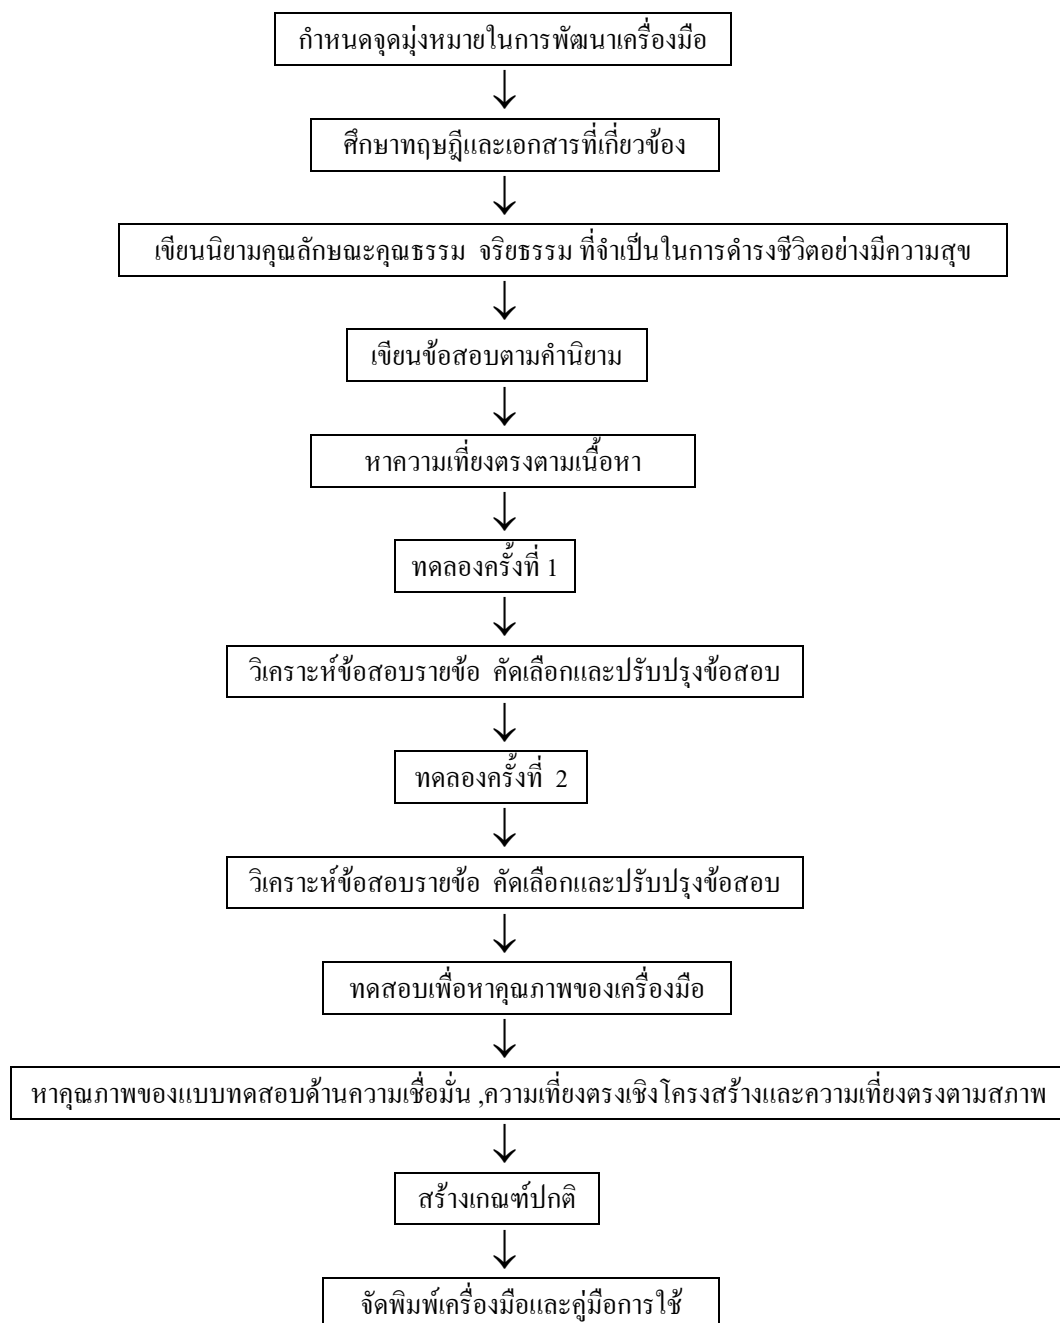 กำหนดจุดมุ่งหมายในการพัฒนาเครื่องมือ
ศึกษาทฤษฎีและเอกสารที่เกี่ยวข้อง
เขียนนิยามคุณลักษณะคุณธรรม จริยธรรม ที่จำเป็นในการดำรงชีวิตอย่างมีความสุข
เขียนข้อสอบตามคำนิยาม
หาความเที่ยงตรงตามเนื้อหา
ทดลองครั้งที่ 1
วิเคราะห์ข้อสอบรายข้อ คัดเลือกและปรับปรุงข้อสอบ
ทดลองครั้งที่ 2
วิเคราะห์ข้อสอบรายข้อ คัดเลือกและปรับปรุงข้อสอบ
ทดสอบเพื่อหาคุณภาพของเครื่องมือ
หาคุณภาพของแบบทดสอบด้านความเชื่อมั่น ,ความเที่ยงตรงเชิงโครงสร้างและความเที่ยงตรงตามสภาพ
สร้างเกณฑ์ปกติ
จัดพิมพ์เครื่องมือและคู่มือการใช้